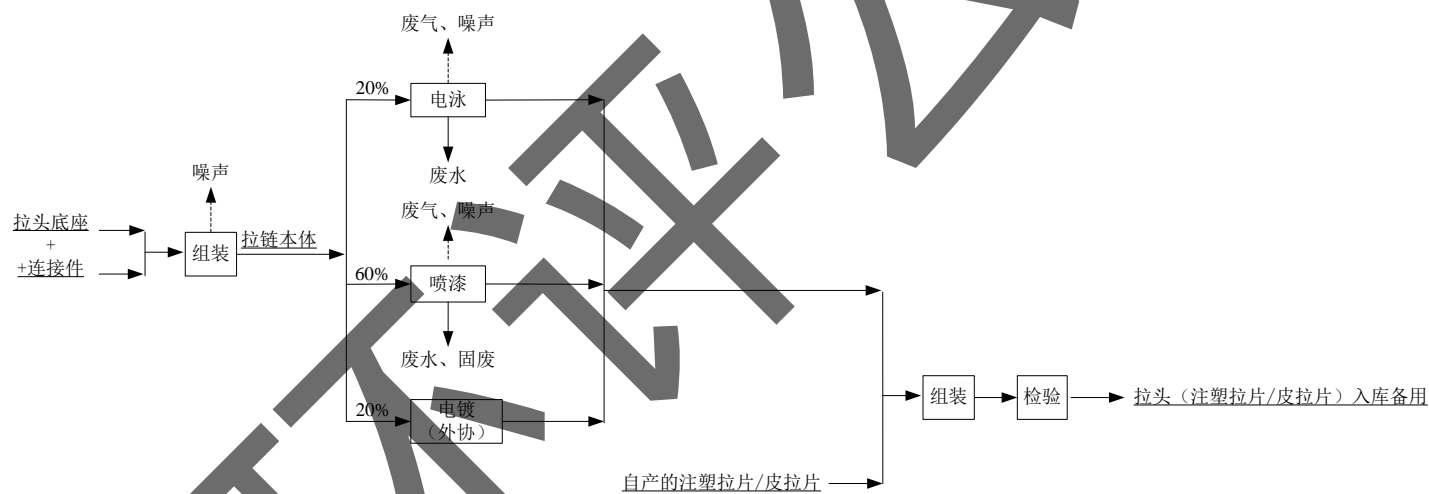 废气、噪声
20%
电泳
废水
噪声
拉头底座
+
+连接件
组装
拉链本体
废气、噪声
60%
喷漆
废水、固废
20%
电镀
（外协）
组装
检验
拉头（注塑拉片/皮拉片）入库备用
自产的注塑拉片/皮拉片